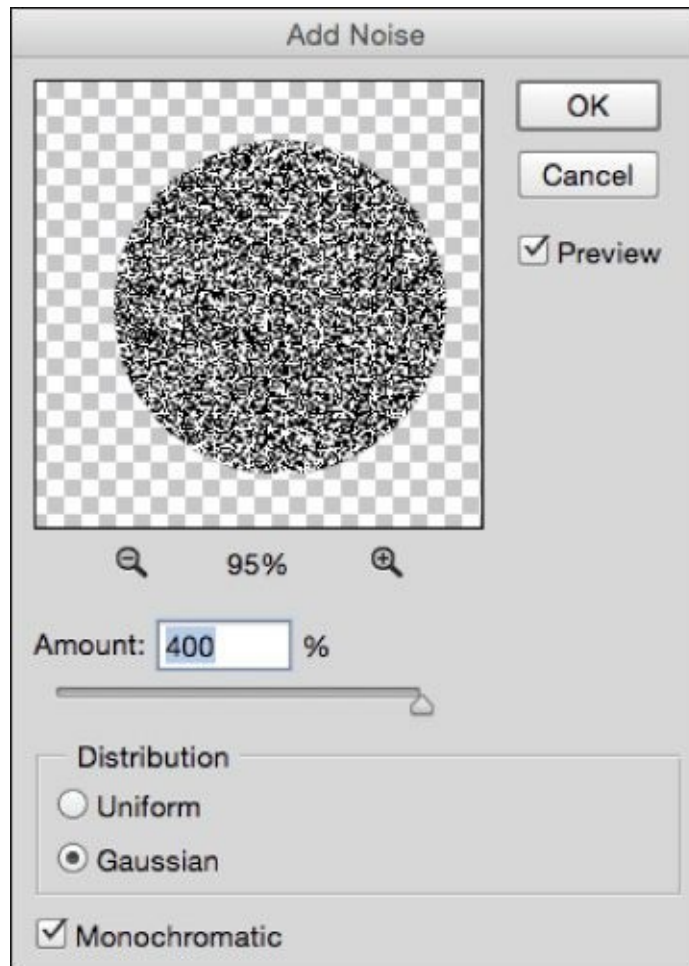 Add Noise
OK
Cancel
Preview
95%
Amount: 400 %
Distribution
Uniform
Gaussian
Monochromatic